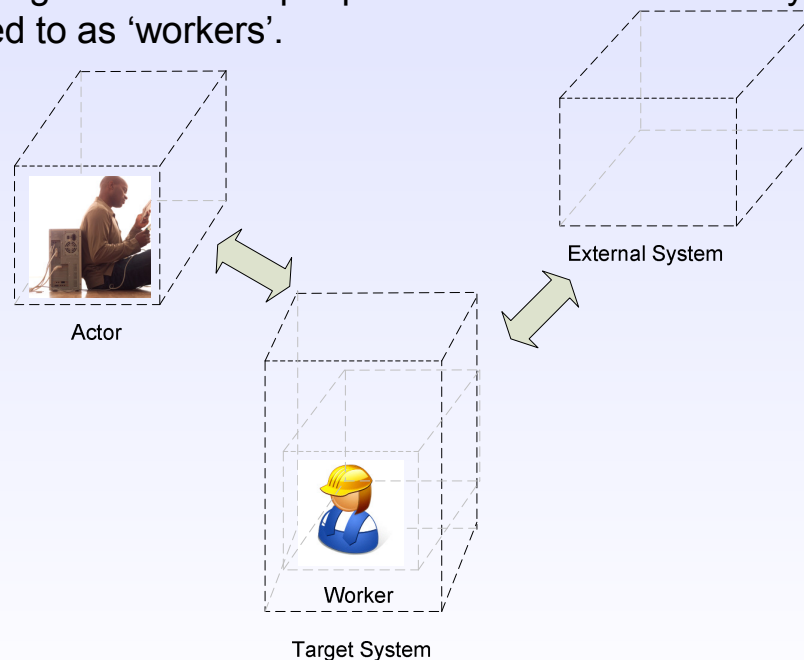 ed to as ‘workers’.
External System
Actor
Worker
Target System